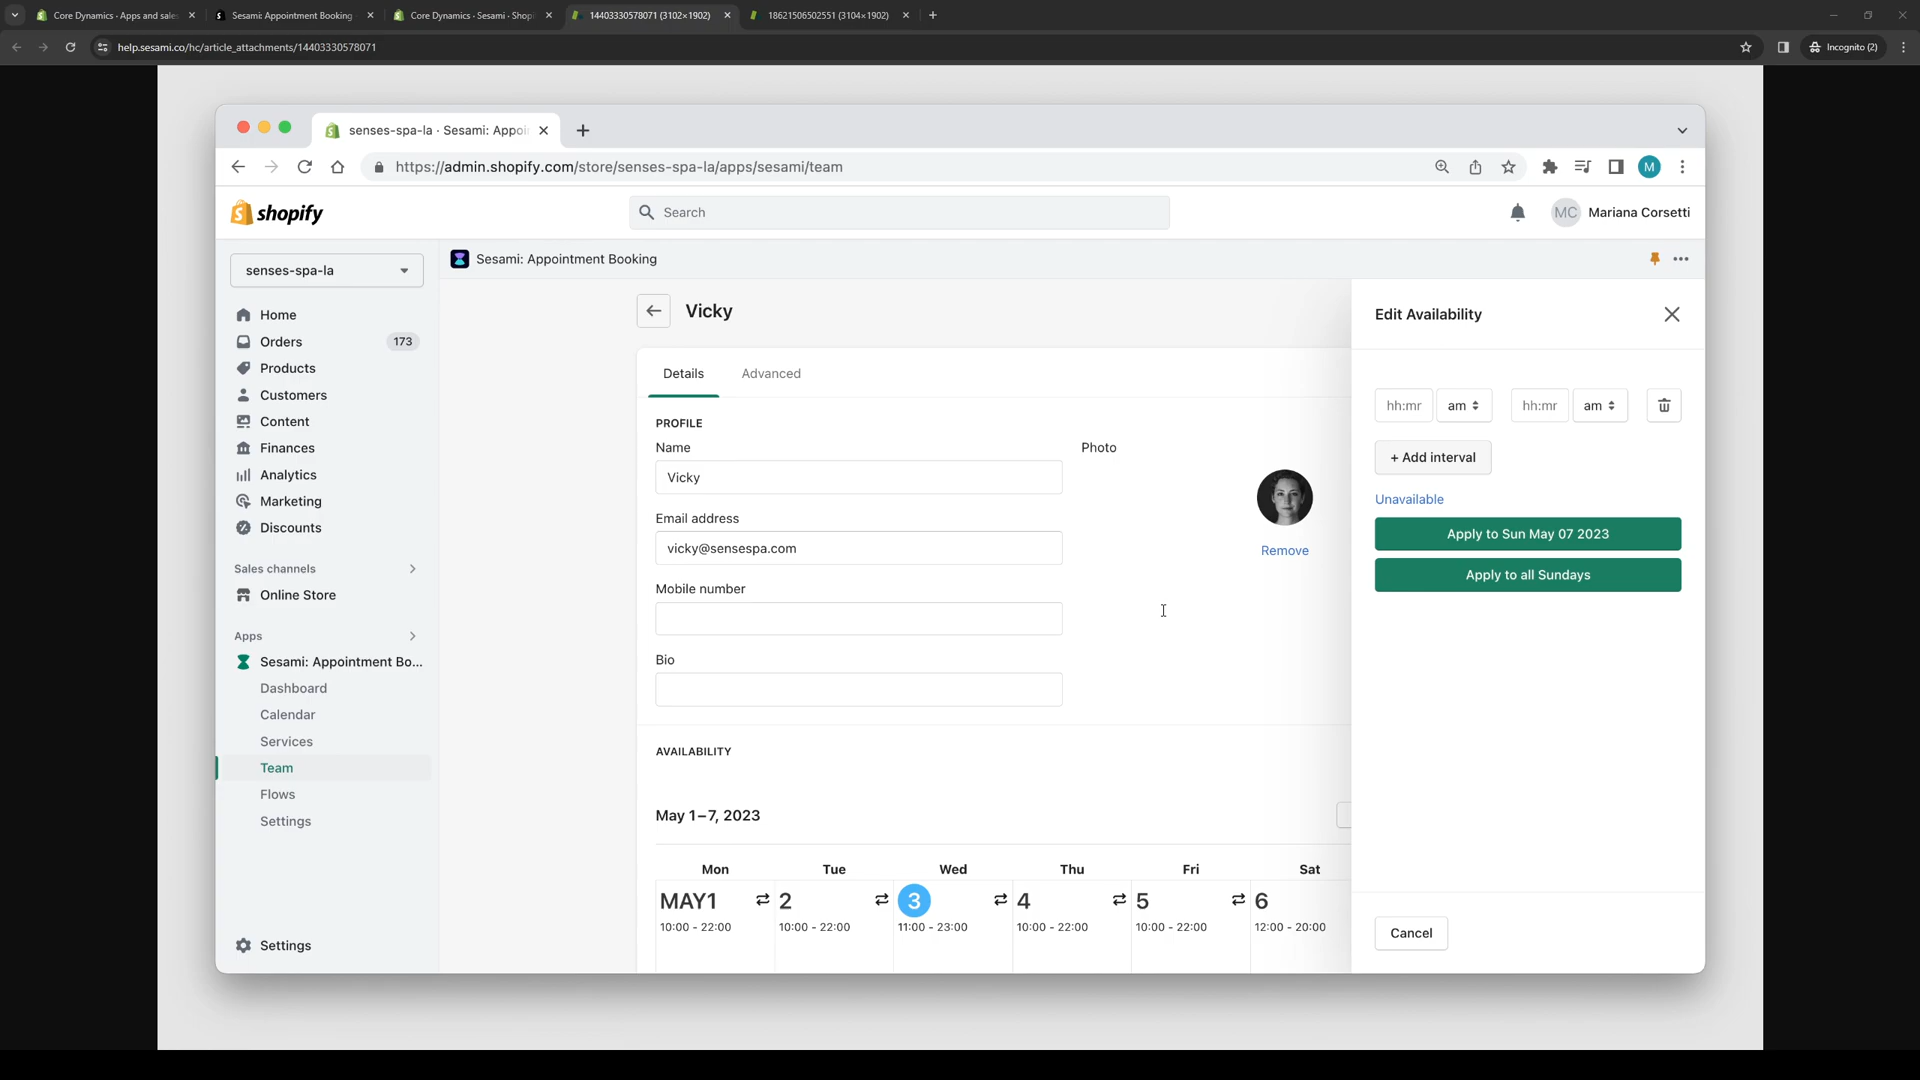 Core Dynamics · Apps and sales
Sesami: Appointment Booking
Core Dynamics · Sesami · Shopi
14403330578071 (3102×1902)
18621506502551 (3104×1902)
help.sesami.co/hc/article_attachments/14403330578071
Incognito (2)
senses-spa-la · Sesami: Appoi
https://admin.shopify.com/store/senses-spa-la/apps/sesami/team
M
shopify
Search
MC
Mariana Corsetti
senses-spa-la
Sesami: Appointment Booking
Home
Orders
173
Products
Customers
Content
Finances
Analytics
Marketing
Discounts
Sales channels
Online Store
Apps
Sesami: Appointment Bo...
Dashboard
Calendar
Services
Team
Flows
Settings
Settings
Vicky
Details
Advanced
PROFILE
Name
Vicky
Email address
vicky@sensespa.com
Mobile number
Bio
Photo
Remove
AVAILABILITY
May 1–7, 2023
Mon Tue Wed Thu Fri Sat
MAY1 2 3 4 5 6
10:00 - 22:00 10:00 - 22:00 11:00 - 23:00 10:00 - 22:00 10:00 - 22:00 12:00 - 20:00
Edit Availability
hh:mr am hh:mr am
+ Add interval
Unavailable
Apply to Sun May 07 2023
Apply to all Sundays
Cancel